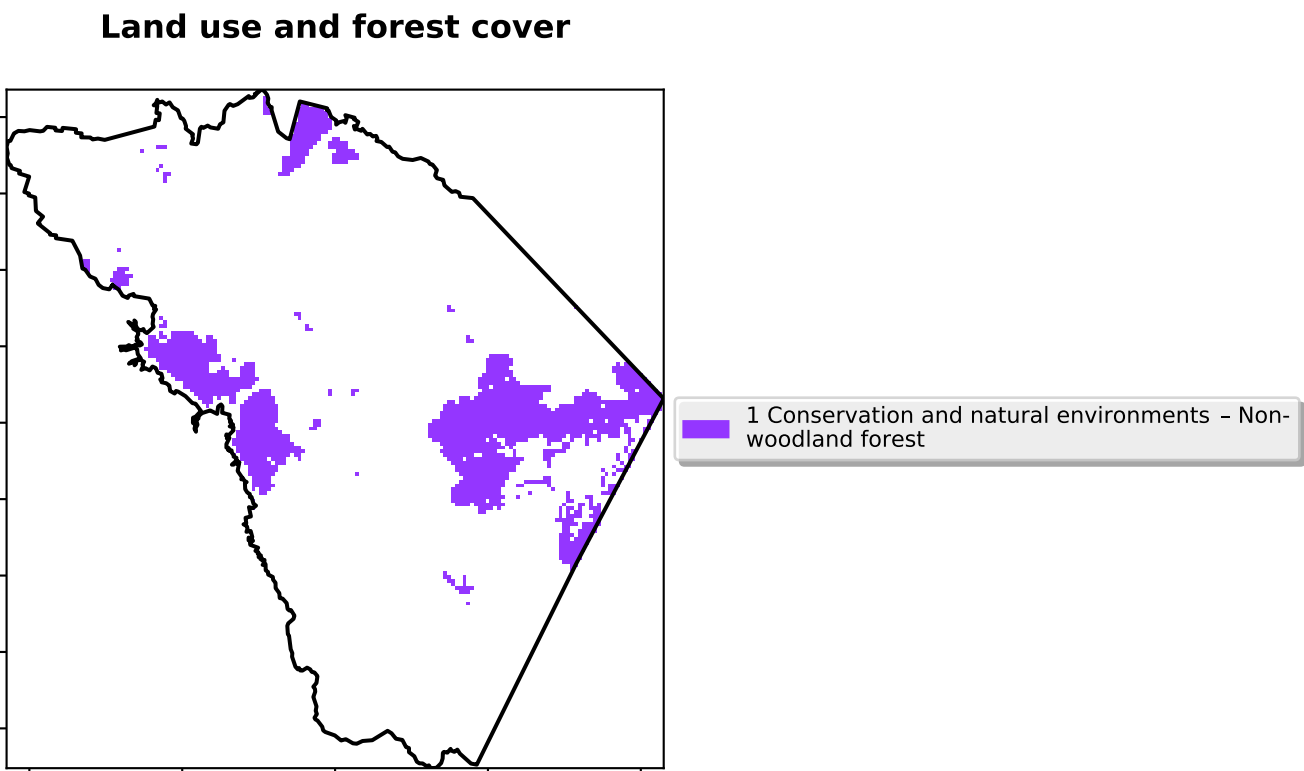 Land use and forest cover
1 Conservation and natural environments – Non-
woodland forest